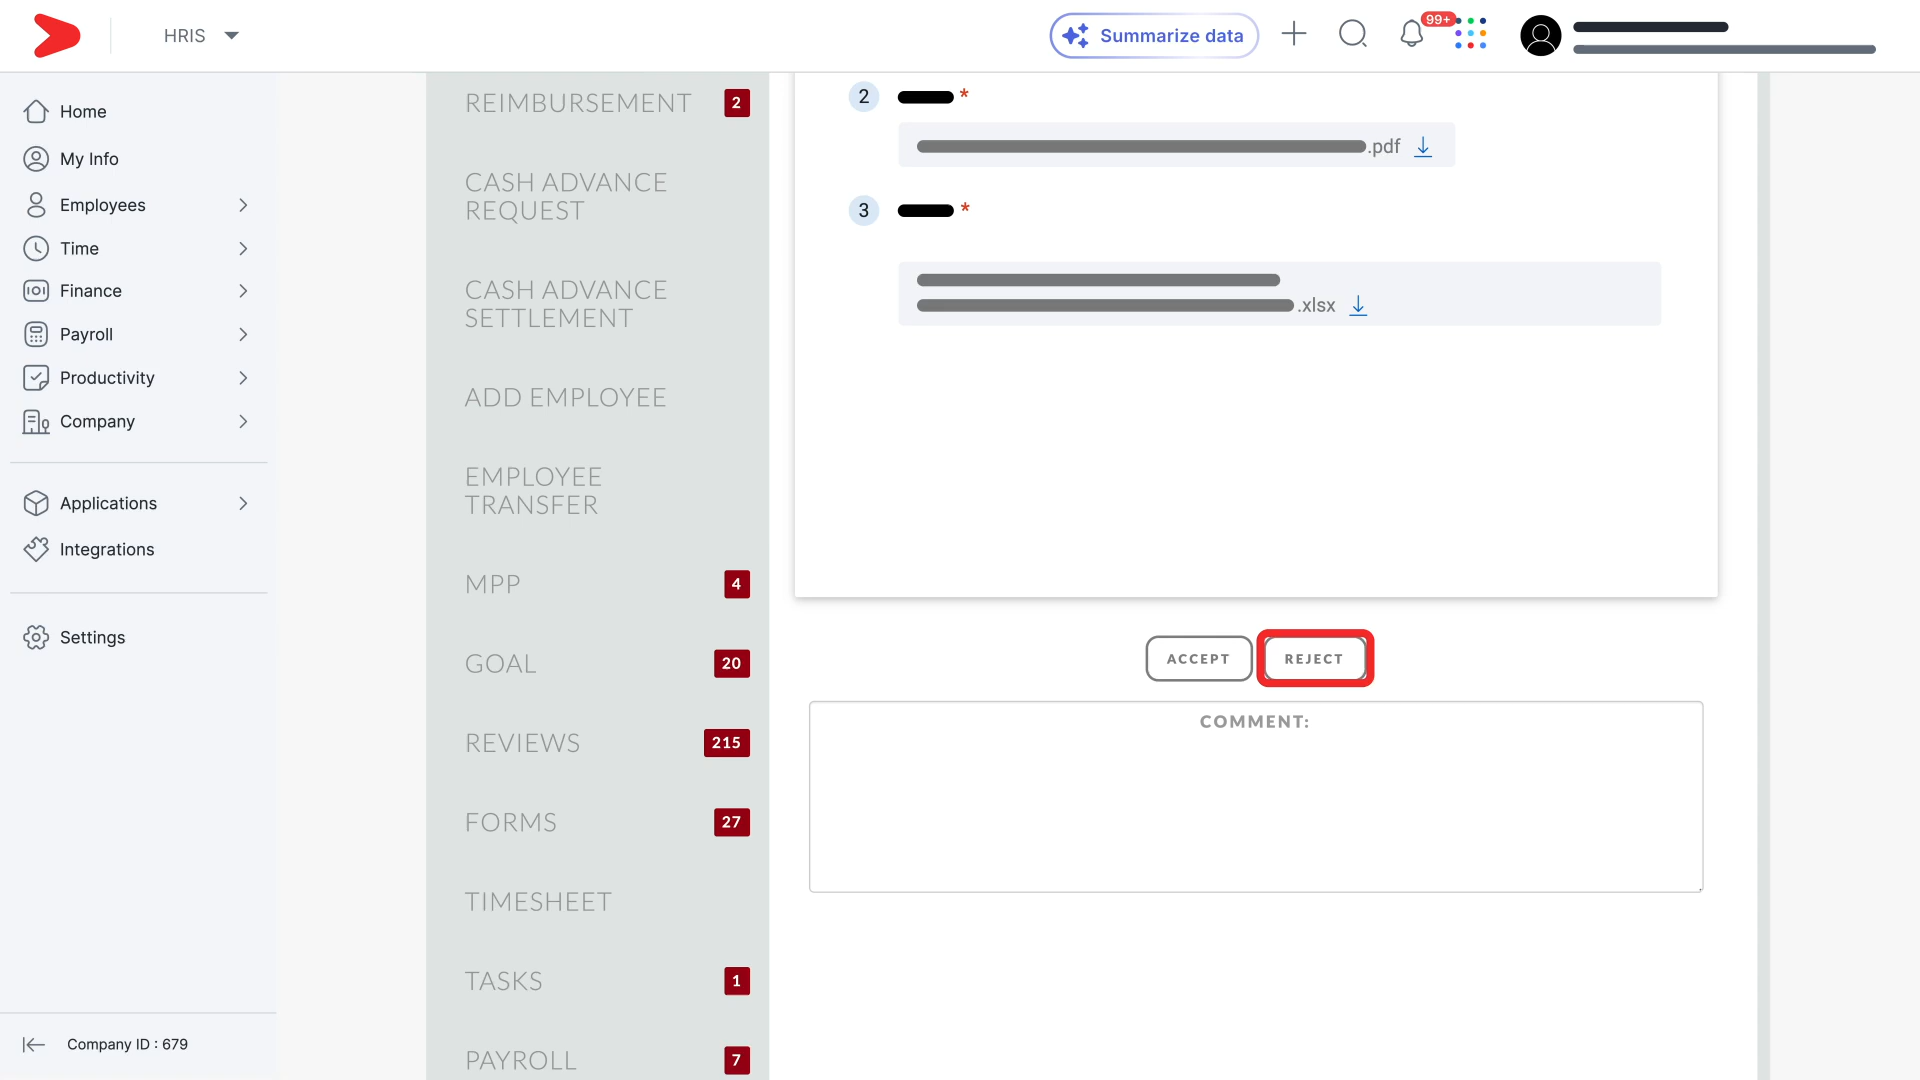 HRIS
Summarize data
99+
Home
My Info
Employees
Time
Finance
Payroll
Productivity
Company
Applications
Integrations
Settings
Company ID : 679
REIMBURSEMENT 2
CASH ADVANCE
REQUEST
CASH ADVANCE
SETTLEMENT
ADD EMPLOYEE
EMPLOYEE
TRANSFER
MPP 4
GOAL 20
REVIEWS 215
FORMS 27
TIMESHEET
TASKS 1
PAYROLL 7
2 *
.pdf
3 *
.xlsx
ACCEPT REJECT
COMMENT: